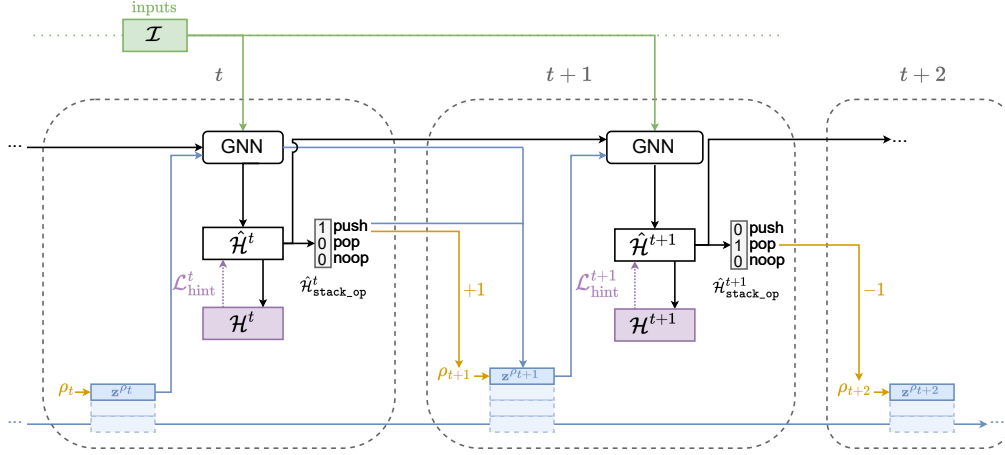 inputs
𝓘
t
t + 1
t + 2
...
GNN
GNN
...
Ĥ^t
1 push
0 pop
0 noop
Ĥ^t_stack_op
Ĥ^{t+1}
0 push
1 pop
0 noop
Ĥ^{t+1}_stack_op
𝓛^t_hint
+1
𝓛^{t+1}_hint
−1
H^t
H^{t+1}
ρ_t
z^{ρ_t}
ρ_{t+1}
z^{ρ_{t+1}}
ρ_{t+2}
z^{ρ_{t+2}}
...
...